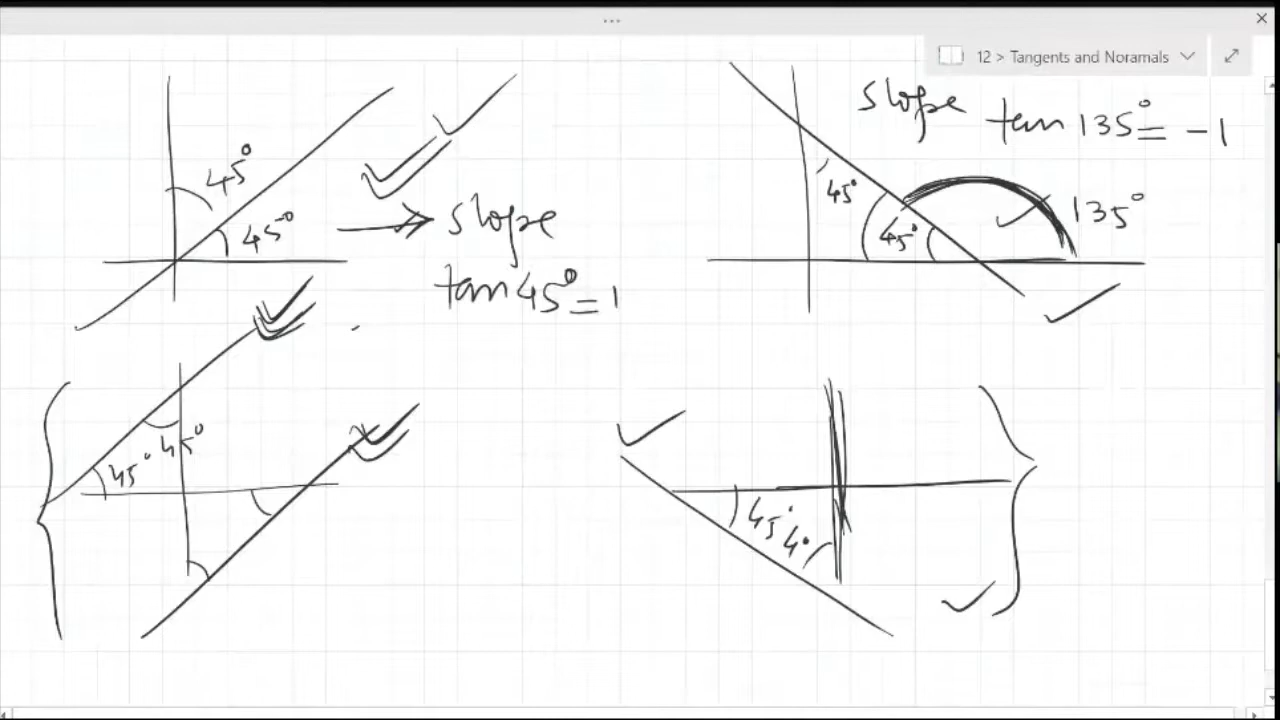 12 > Tangents and Noramals
45°
45°
slope
tan 45° = 1
slope tan 135° = -1
45°
45°
135°
45° 45°
45° 4°